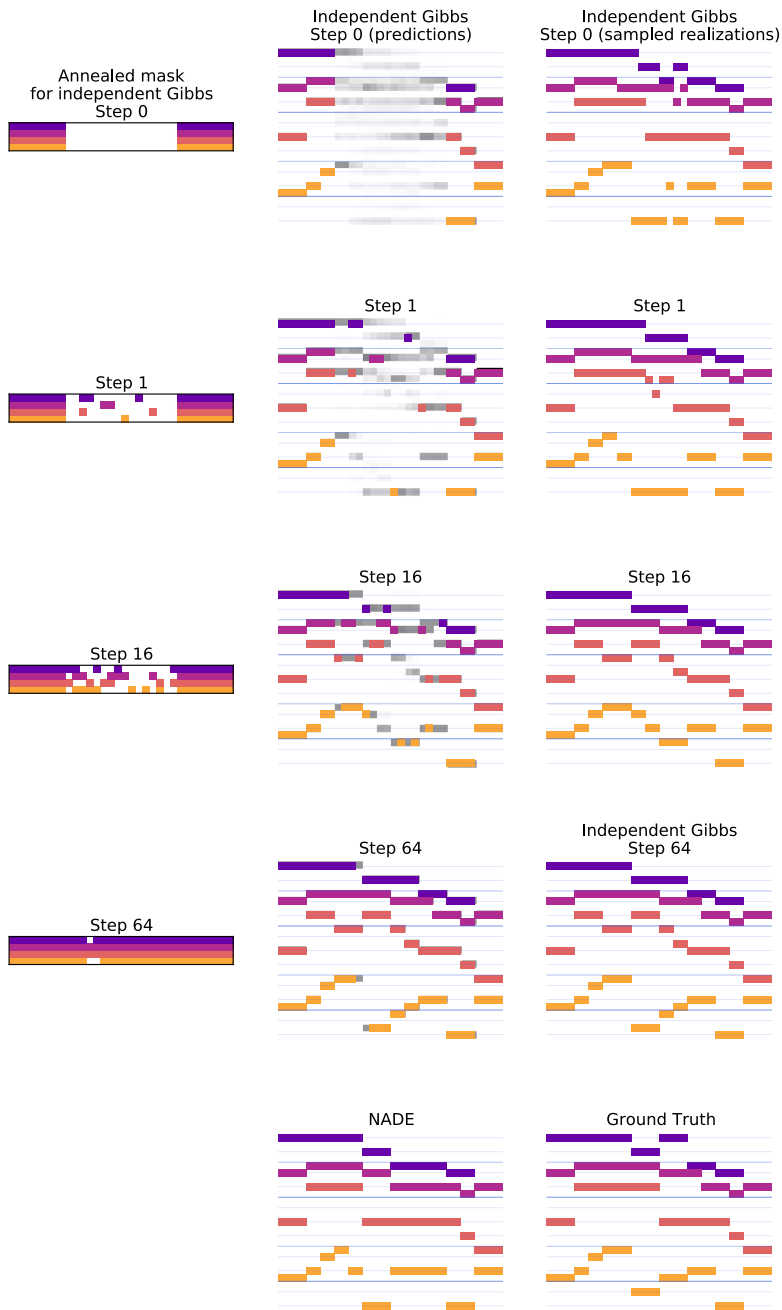 Independent Gibbs
Step 0 (predictions)
Independent Gibbs
Step 0 (sampled realizations)
Annealed mask
for independent Gibbs
Step 0
Step 1
Step 1
Step 1
Step 16
Step 16
Step 16
Step 64
Independent Gibbs
Step 64
Step 64
NADE
Ground Truth